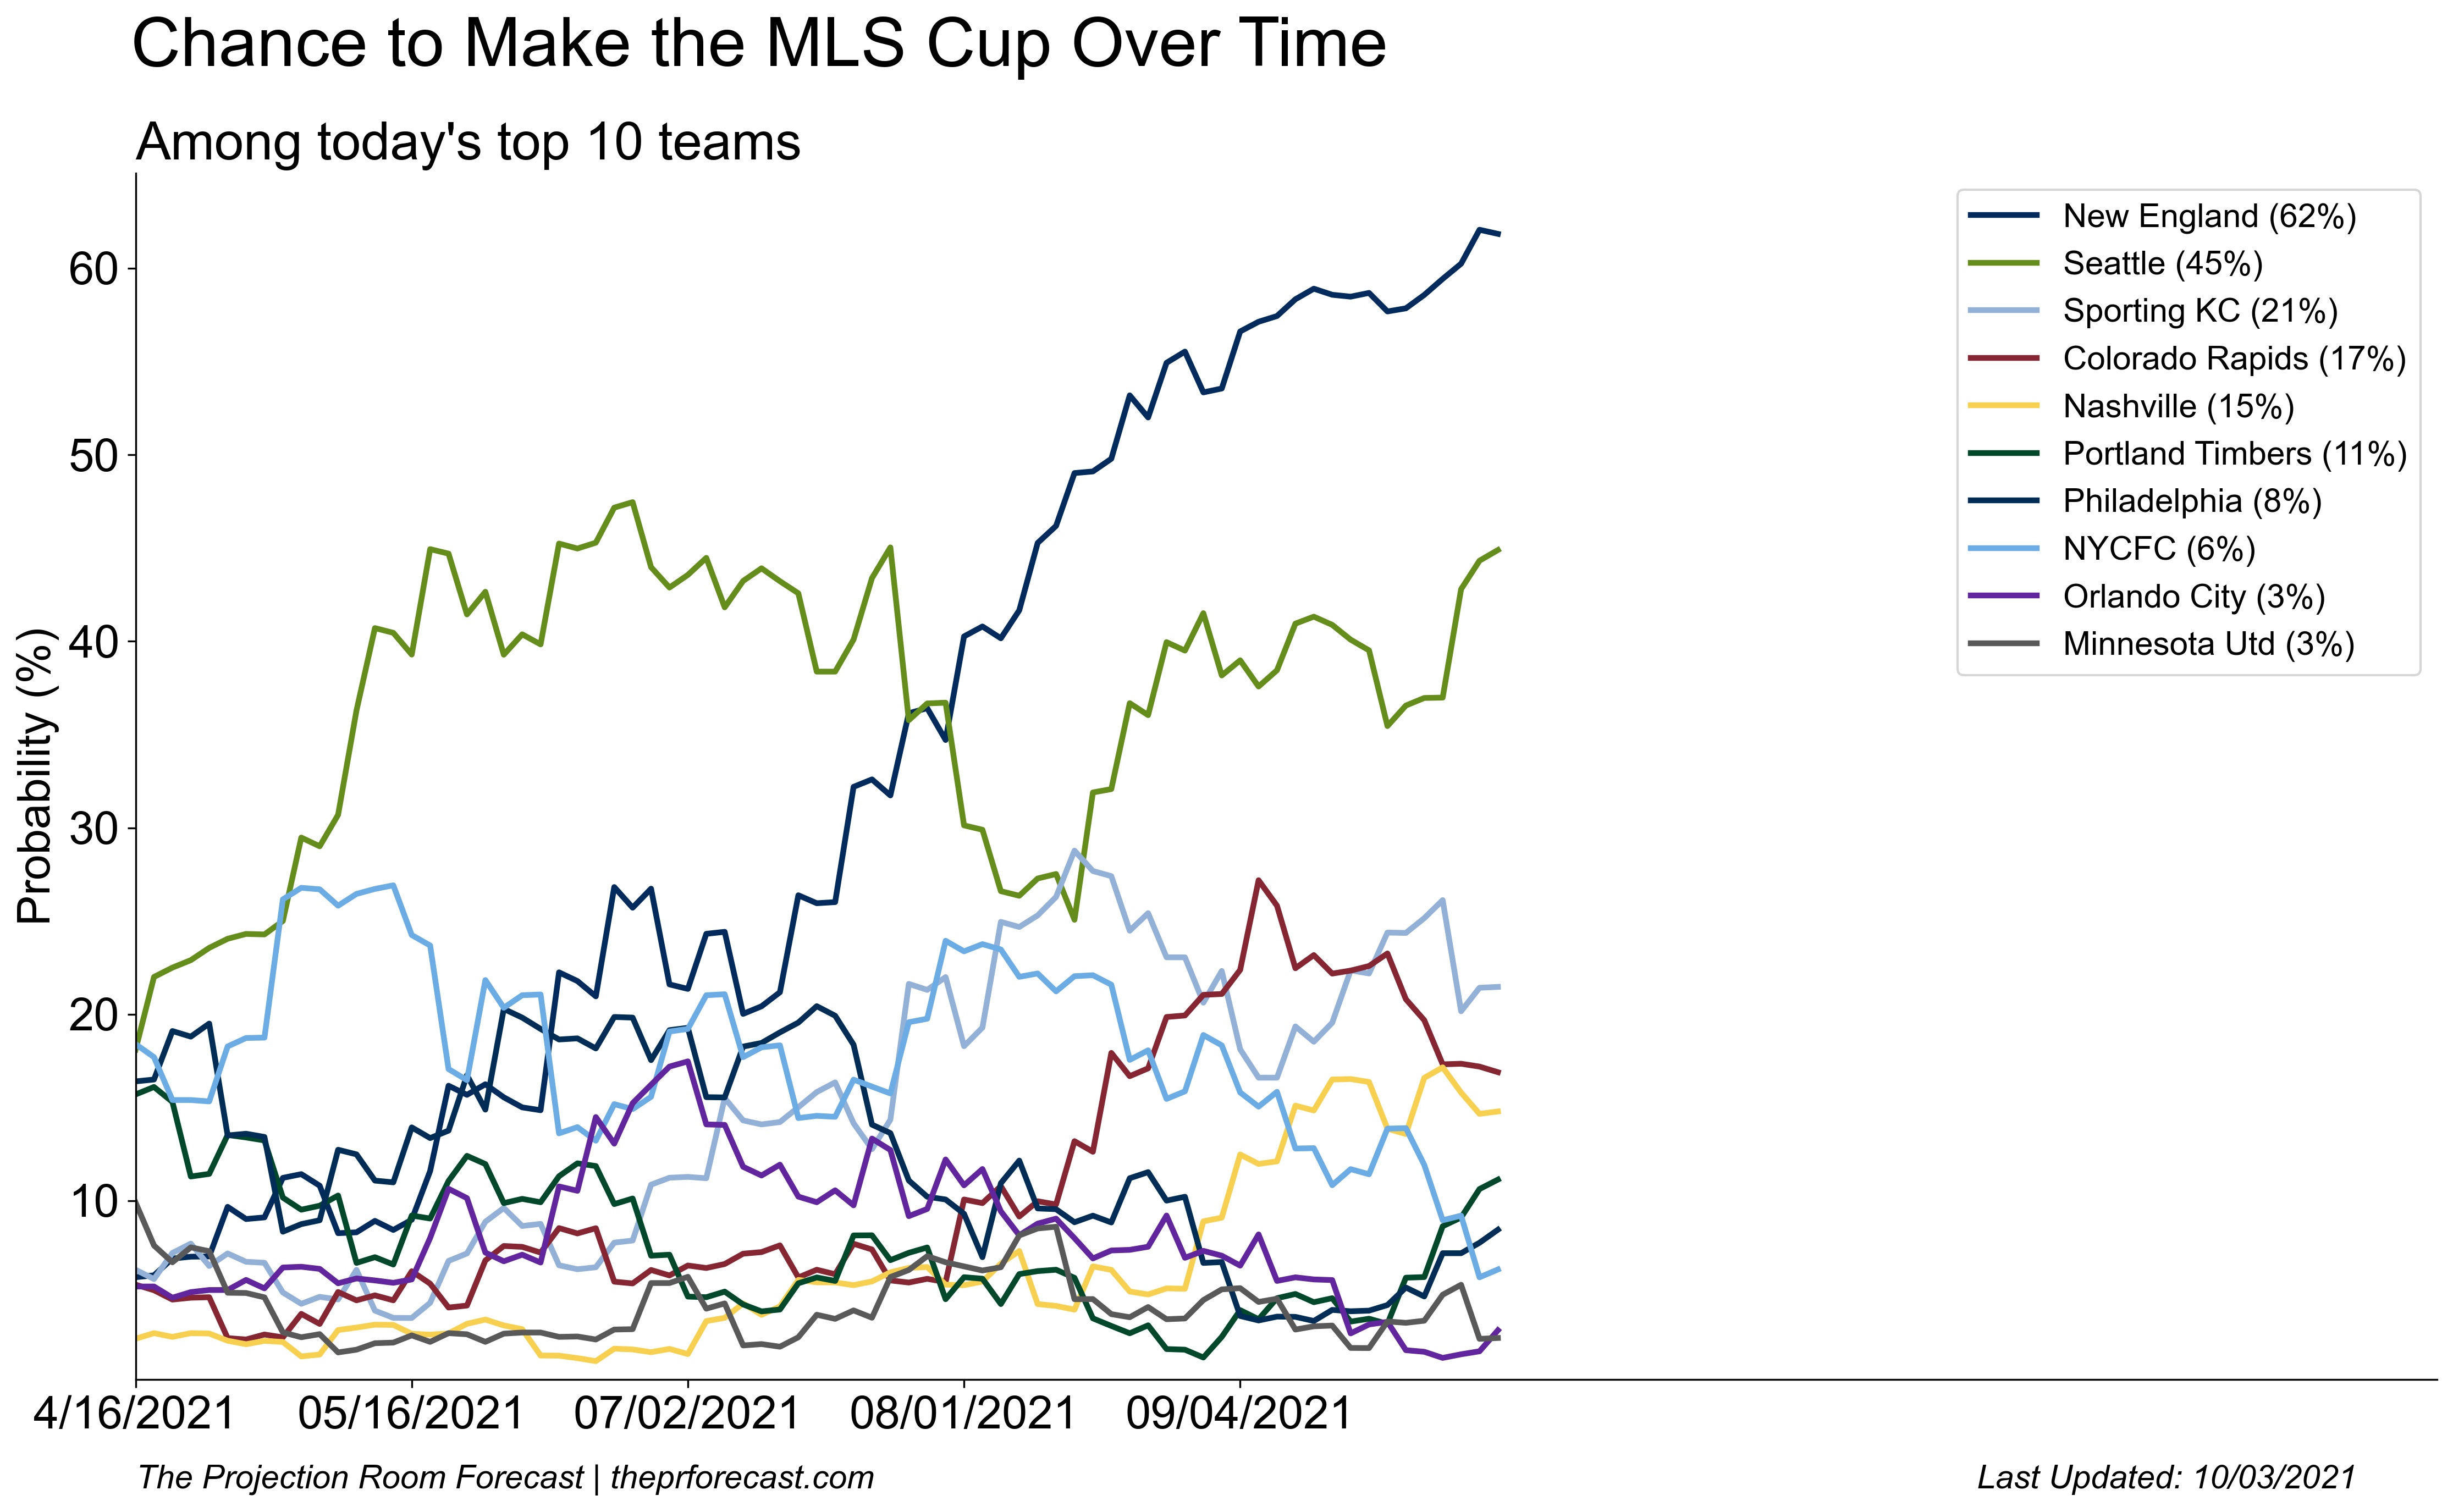 Chance to Make the MLS Cup Over Time
Among today's top 10 teams
Probability (%)
60
50
40
30
20
10
4/16/2021
05/16/2021
07/02/2021
08/01/2021
09/04/2021
New England (62%)
Seattle (45%)
Sporting KC (21%)
Colorado Rapids (17%)
Nashville (15%)
Portland Timbers (11%)
Philadelphia (8%)
NYCFC (6%)
Orlando City (3%)
Minnesota Utd (3%)
The Projection Room Forecast | theprforecast.com
Last Updated: 10/03/2021